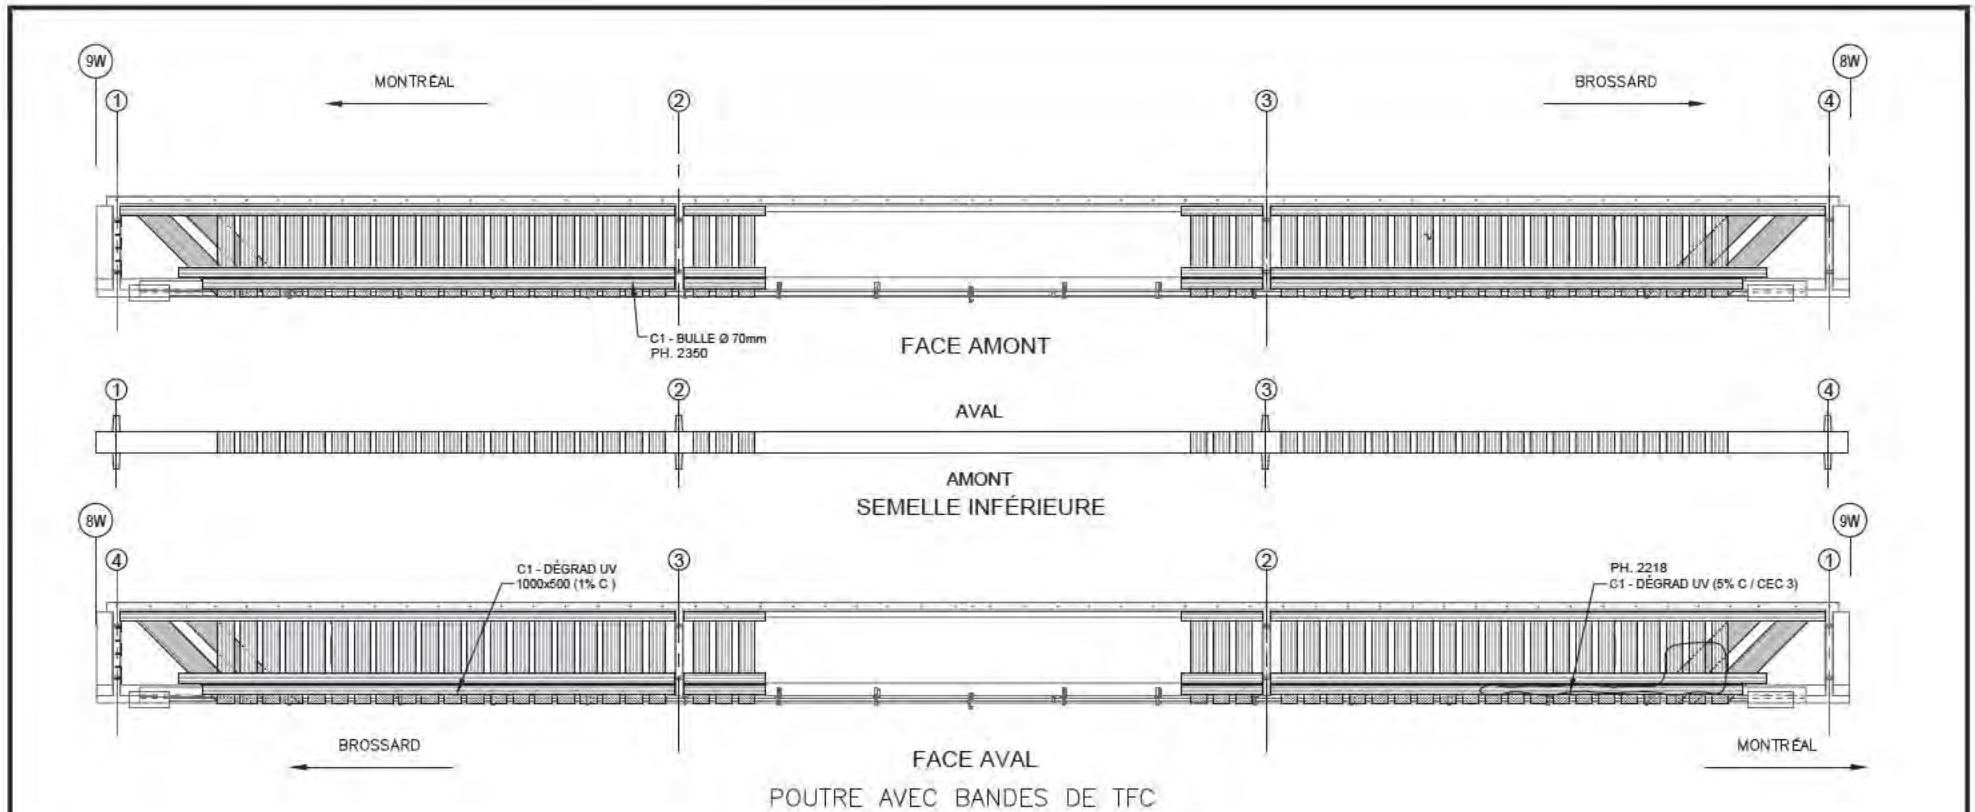 9W
8W
MONTRÉAL
BROSSARD
1
2
3
4
C1 - BULLE Ø 70mm
PH. 2350
FACE AMONT
1
2
3
4
AVAL
AMONT
SEMELLE INFÉRIEURE
8W
9W
4
3
2
1
C1 - DÉGRAD UV
1000x500 (1% C )
PH. 2218
C1 - DÉGRAD UV (5% C / CEC 3)
BROSSARD
MONTRÉAL
FACE AVAL
POUTRE AVEC BANDES DE TFC